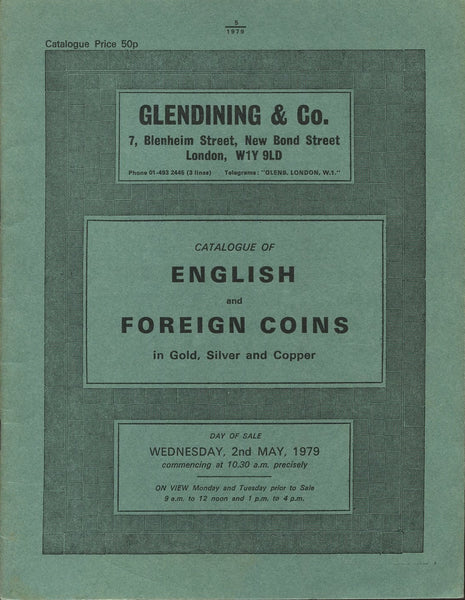 5
1979
Catalogue Price 50p
GLENDINING & Co.
7, Blenheim Street, New Bond Street
London, W1Y 9LD
Phone 01-493 2445 (3 lines) Telegrams: "GLENS. LONDON, W.1."
CATALOGUE OF
ENGLISH
and
FOREIGN COINS
in Gold, Silver and Copper
DAY OF SALE
WEDNESDAY, 2nd MAY, 1979
commencing at 10.30 a.m. precisely
ON VIEW Monday and Tuesday prior to Sale
9 a.m. to 12 noon and 1 p.m. to 4 p.m.